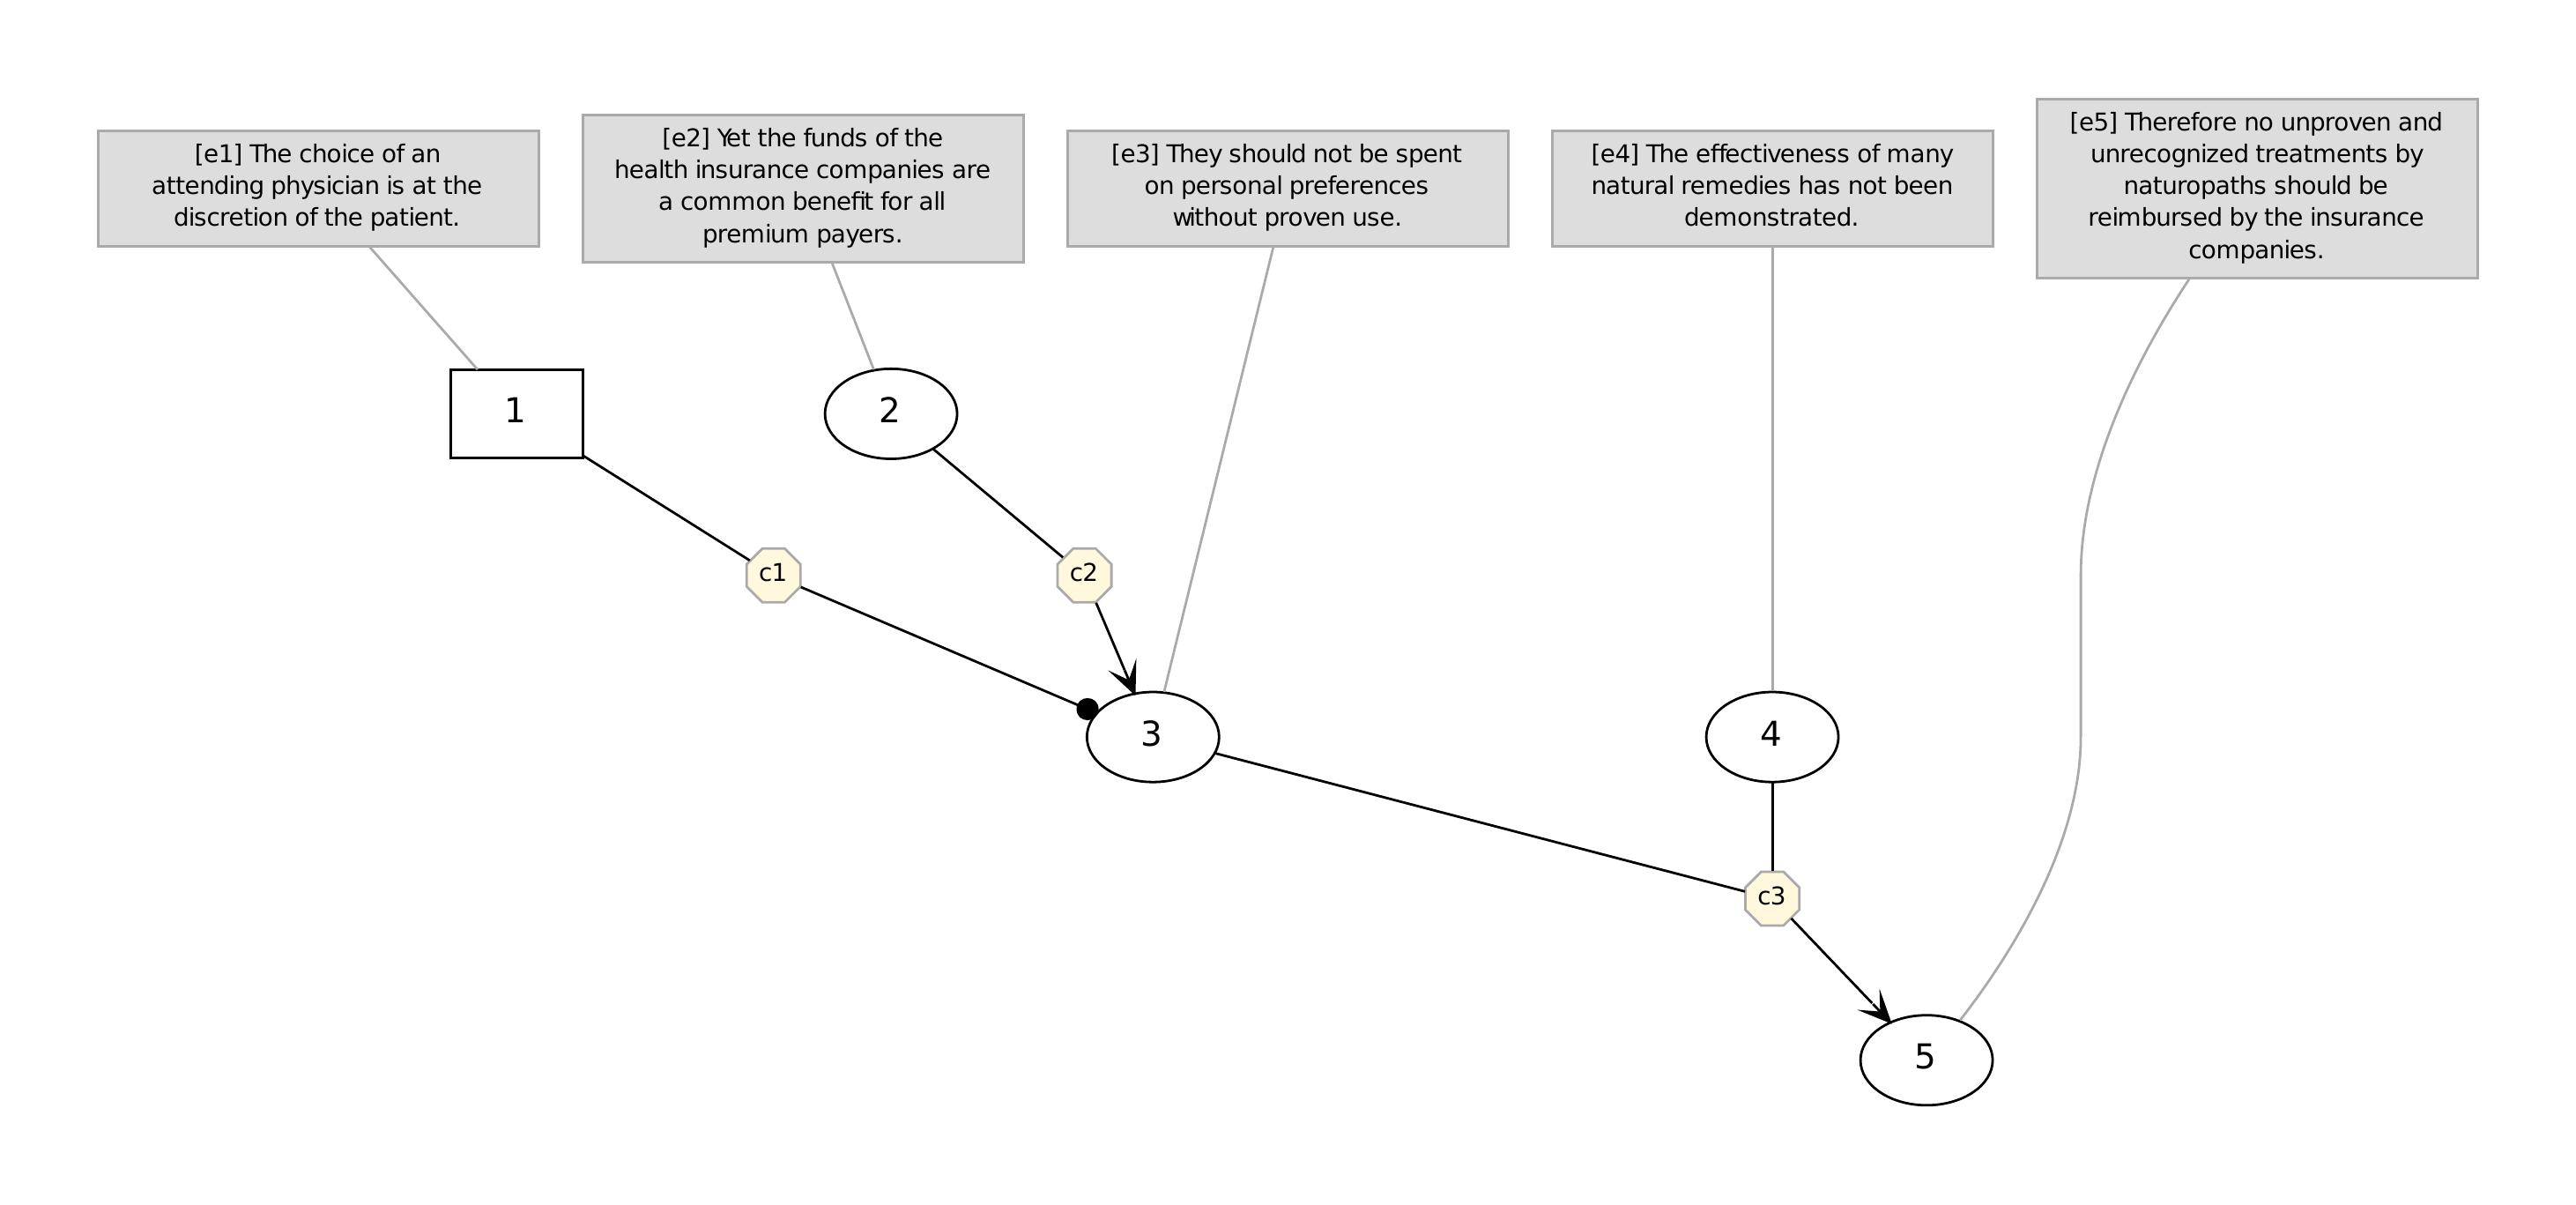 [e1] The choice of an
attending physician is at the
discretion of the patient.
[e2] Yet the funds of the
health insurance companies are
a common benefit for all
premium payers.
[e3] They should not be spent
on personal preferences
without proven use.
[e4] The effectiveness of many
natural remedies has not been
demonstrated.
[e5] Therefore no unproven and
unrecognized treatments by
naturopaths should be
reimbursed by the insurance
companies.
1
2
c1
c2
3
4
c3
5